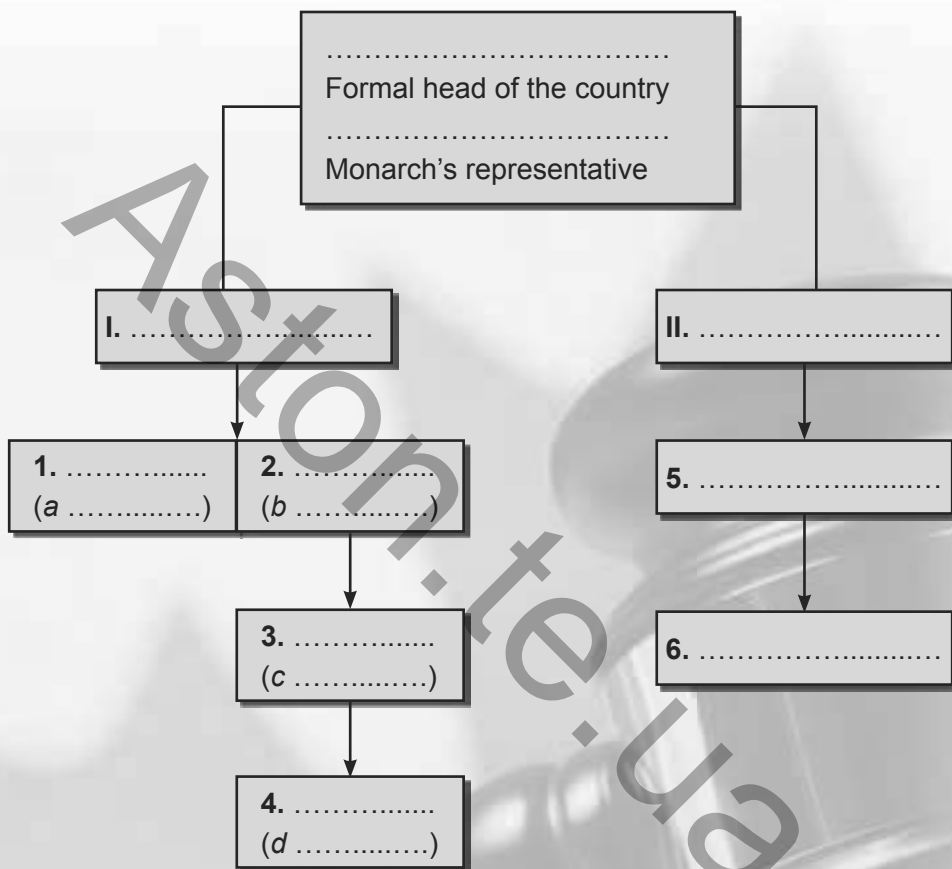 ……………………………….
Formal head of the country
……………………………….
Monarch’s representative
I. ……………….....……
II. ……………….....……
1. ……….......
(a …….....….)
2. ……….......
(b …….....….)
5. ……………….....……
3. ……….......
(c …….....….)
6. ……………….....……
4. ……….......
(d …….....….)
Aston.te.ua